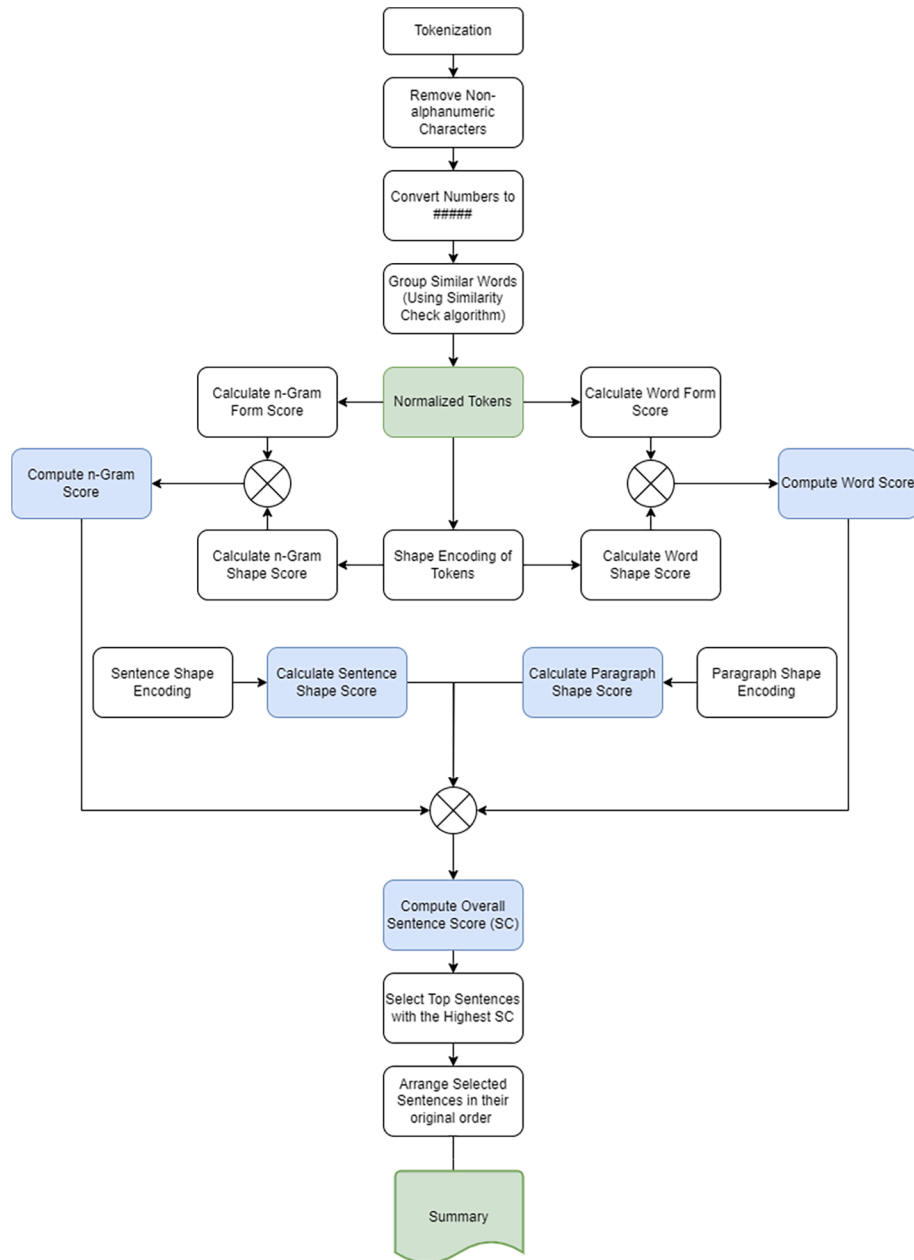 Tokenization
Remove Non-
alphanumeric
Characters
Convert Numbers to
#####
Group Similar Words
(Using Similarity
Check algorithm)
Calculate n-Gram
Form Score
Normalized Tokens
Calculate Word Form
Score
Compute n-Gram
Score
Compute Word Score
Calculate n-Gram
Shape Score
Shape Encoding of
Tokens
Calculate Word
Shape Score
Sentence Shape
Encoding
Calculate Sentence
Shape Score
Calculate Paragraph
Shape Score
Paragraph Shape
Encoding
Compute Overall
Sentence Score (SC)
Select Top Sentences
with the Highest SC
Arrange Selected
Sentences in their
original order
Summary